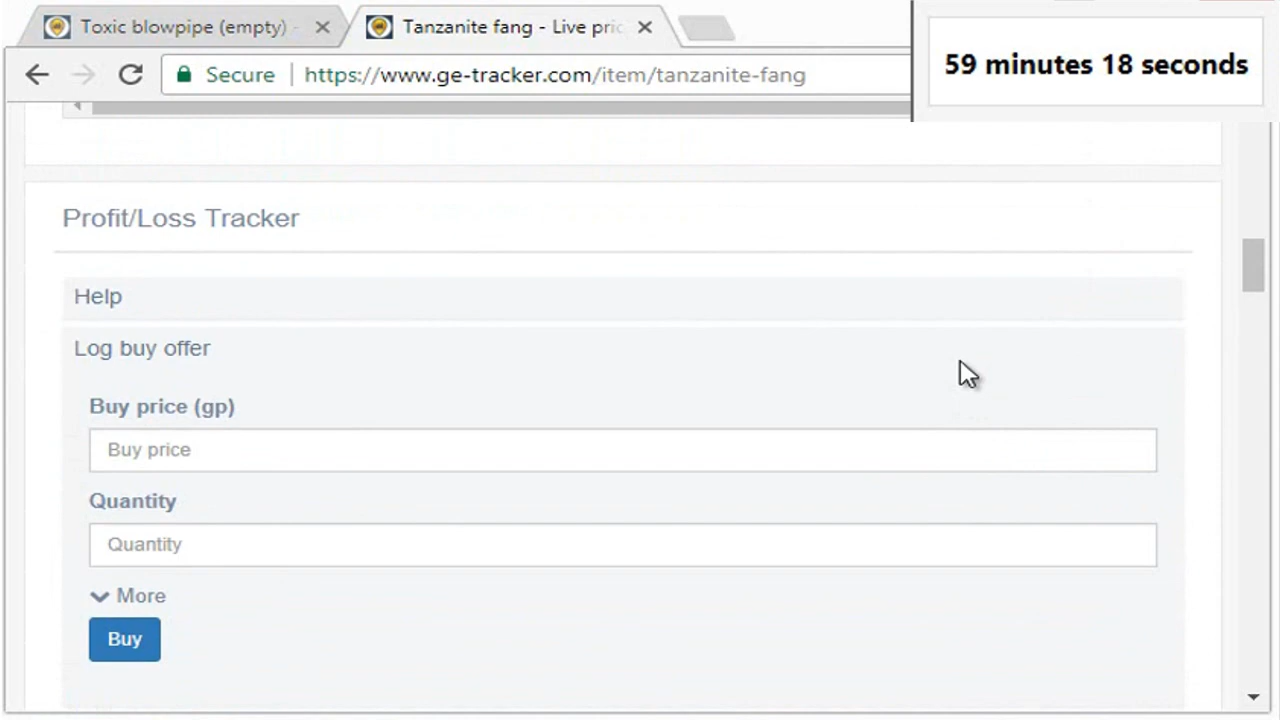 Toxic blowpipe (empty) -
Tanzanite fang - Live pric
59 minutes 18 seconds
Secure
https://www.ge-tracker.com/item/tanzanite-fang
Profit/Loss Tracker
Help
Log buy offer
Buy price (gp)
Buy price
Quantity
Quantity
More
Buy